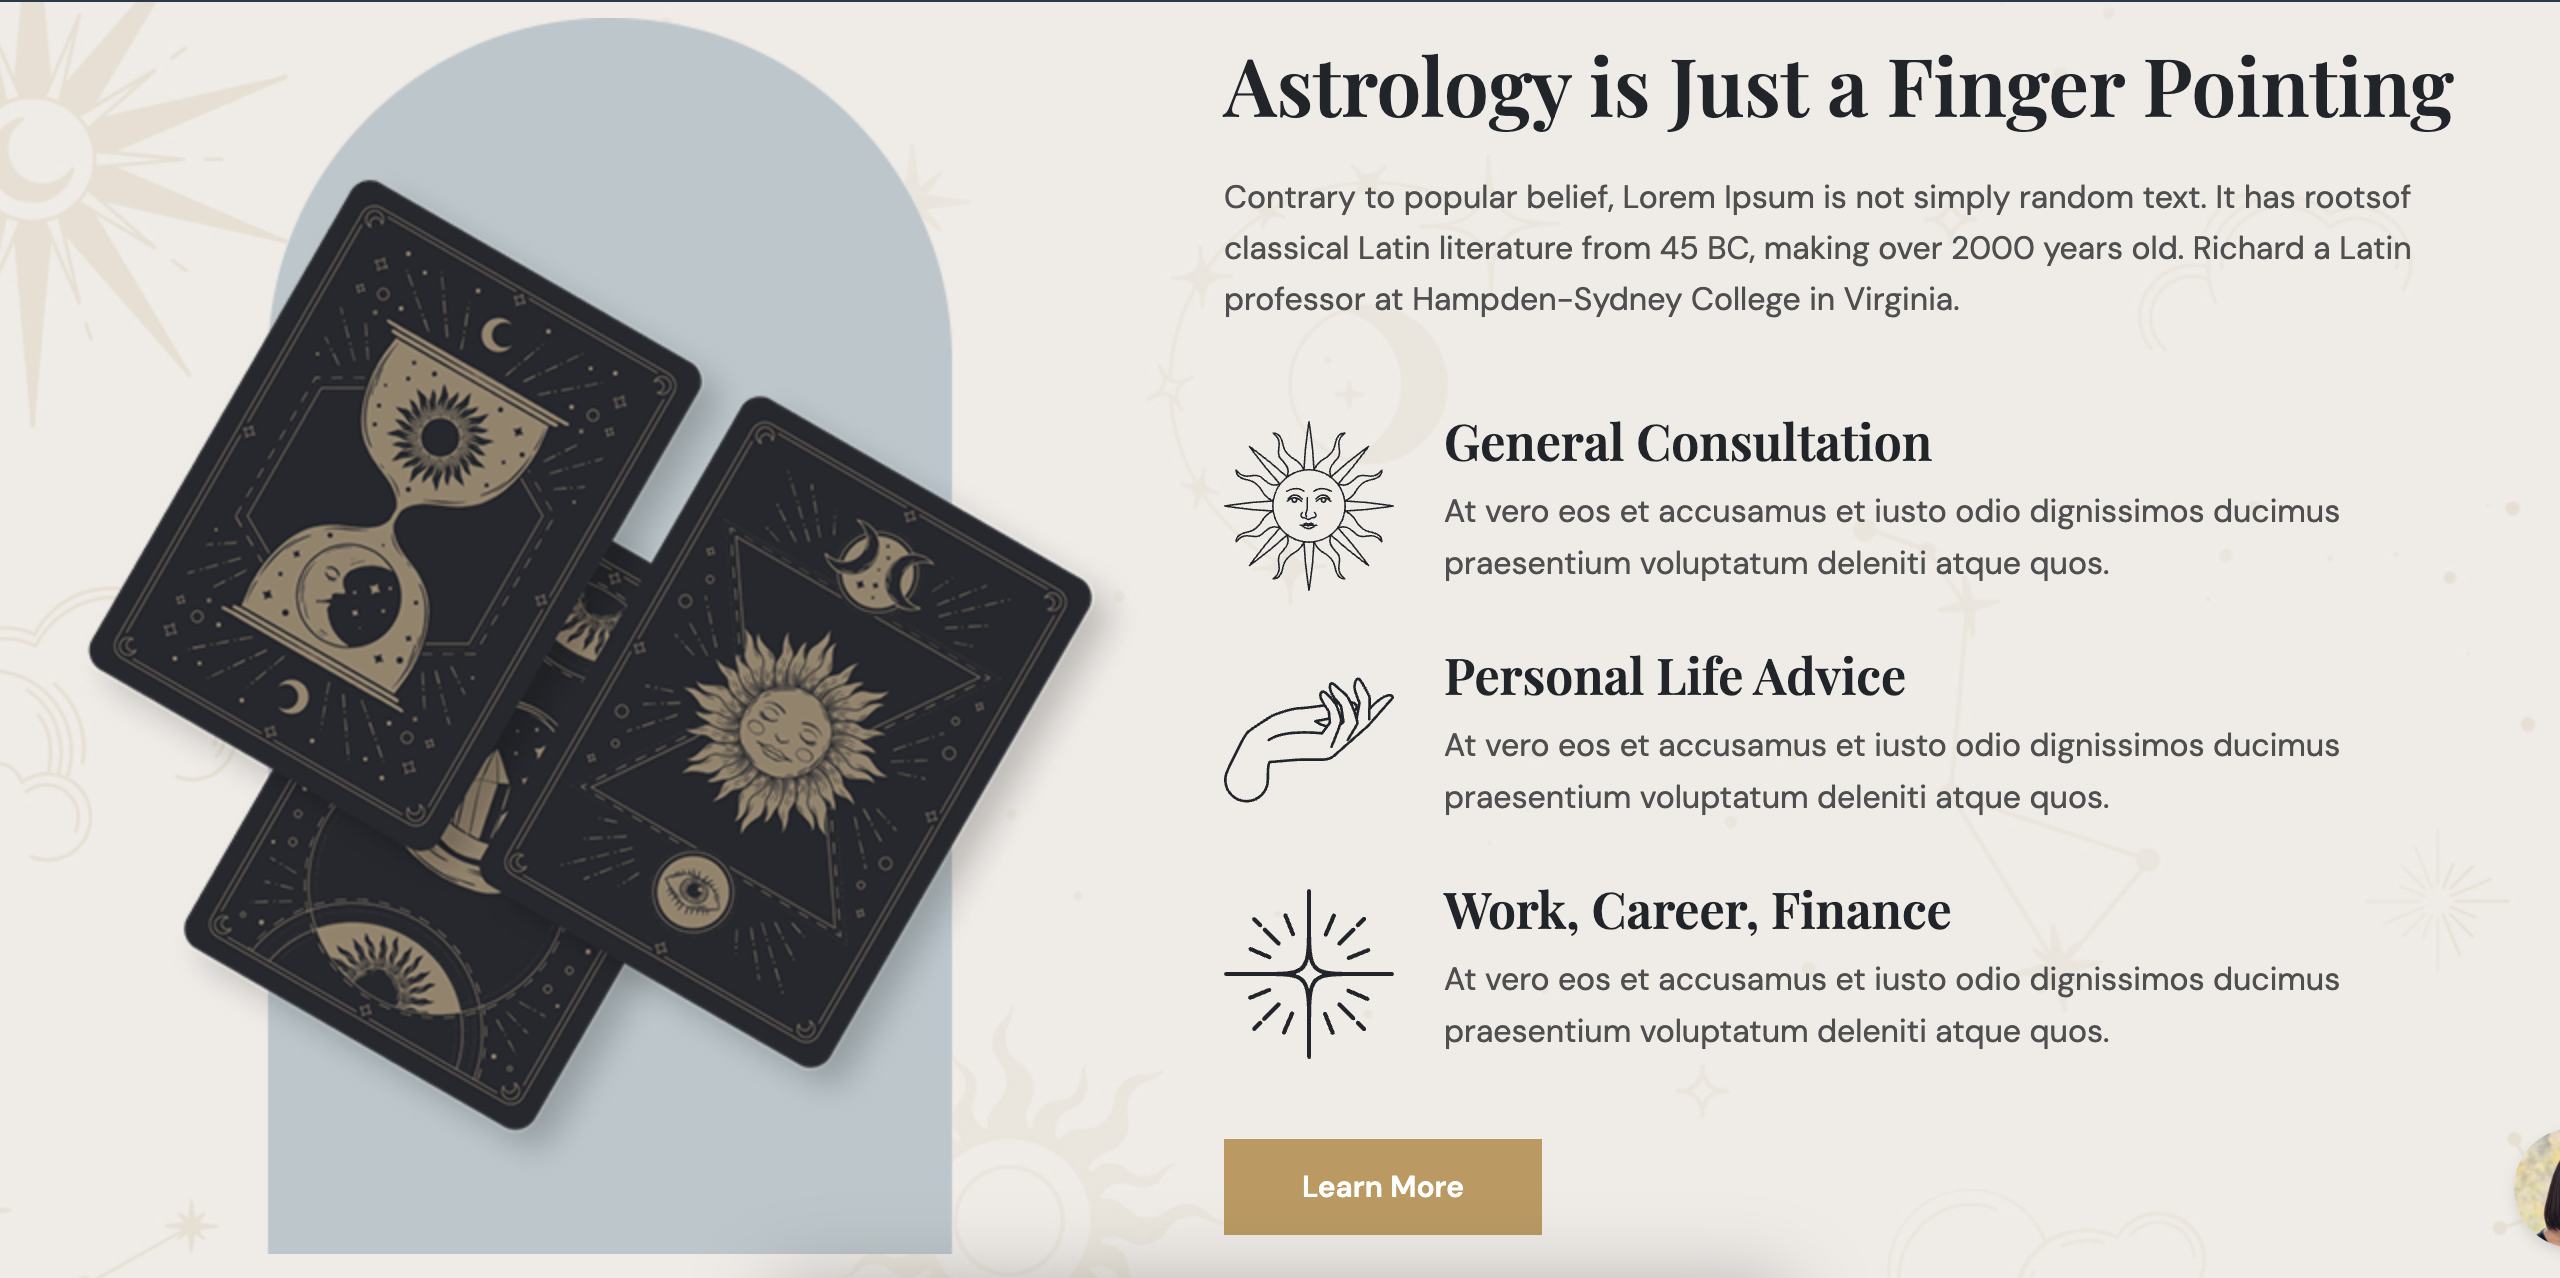 Astrology is Just a Finger Pointing
Contrary to popular belief, Lorem Ipsum is not simply random text. It has rootsof
classical Latin literature from 45 BC, making over 2000 years old. Richard a Latin
professor at Hampden-Sydney College in Virginia.
General Consultation
At vero eos et accusamus et iusto odio dignissimos ducimus
praesentium voluptatum deleniti atque quos.
Personal Life Advice
At vero eos et accusamus et iusto odio dignissimos ducimus
praesentium voluptatum deleniti atque quos.
Work, Career, Finance
At vero eos et accusamus et iusto odio dignissimos ducimus
praesentium voluptatum deleniti atque quos.
Learn More